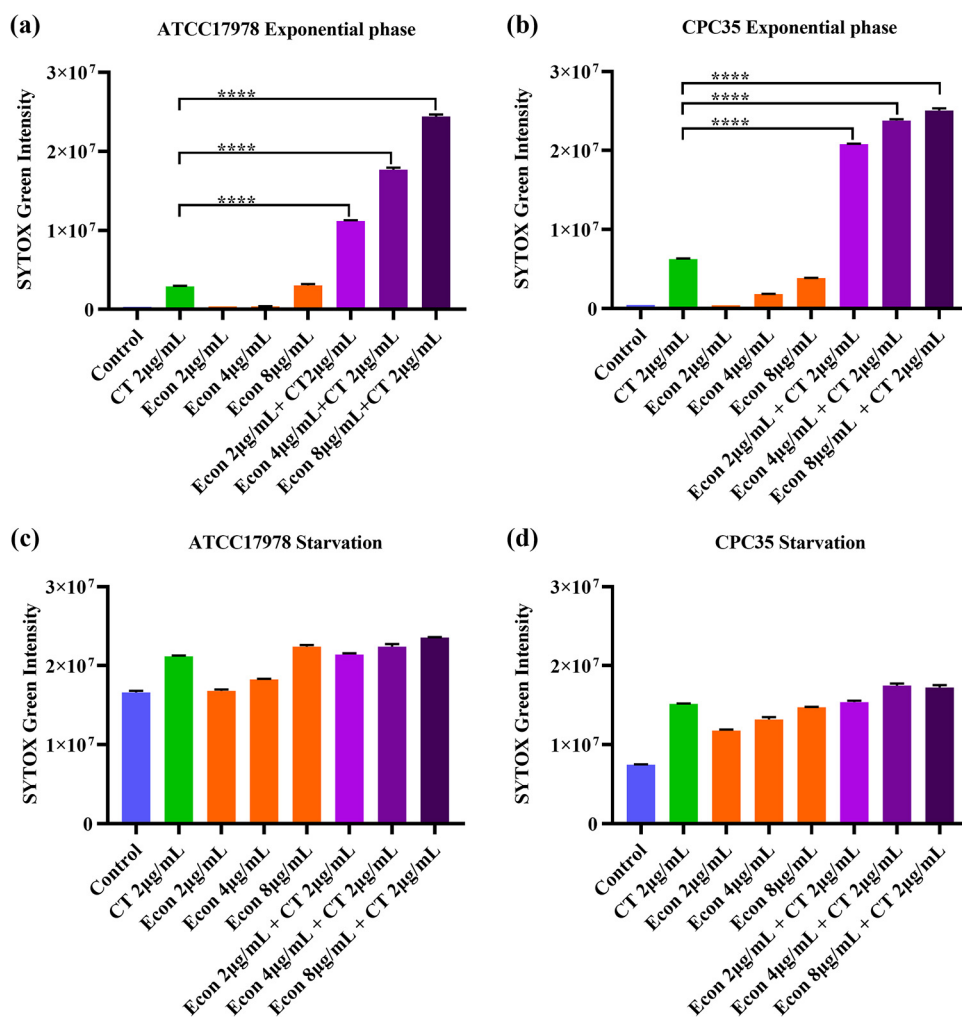 (a)
ATCC17978 Exponential phase
SYTOX Green Intensity
3×10⁷
2×10⁷
1×10⁷
0
****
****
****
Control
CT 2μg/mL
Econ 2μg/mL
Econ 4μg/mL
Econ 8μg/mL
Econ 2μg/mL+ CT2μg/mL
Econ 4μg/mL+CT 2μg/mL
Econ 8μg/mL+CT 2μg/mL
(b)
CPC35 Exponential phase
SYTOX Green Intensity
3×10⁷
2×10⁷
1×10⁷
0
****
****
****
Control
CT 2μg/mL
Econ 2μg/mL
Econ 4μg/mL
Econ 8μg/mL
Econ 2μg/mL + CT 2μg/mL
Econ 4μg/mL + CT 2μg/mL
Econ 8μg/mL + CT 2μg/mL
(c)
ATCC17978 Starvation
SYTOX Green Intensity
3×10⁷
2×10⁷
1×10⁷
0
Control
CT 2μg/mL
Econ 2μg/mL
Econ 4μg/mL
Econ 8μg/mL
Econ 2μg/mL + CT 2μg/mL
Econ 4μg/mL + CT 2μg/mL
Econ 8μg/mL + CT 2μg/mL
(d)
CPC35 Starvation
SYTOX Green Intensity
3×10⁷
2×10⁷
1×10⁷
0
Control
CT 2μg/mL
Econ 2μg/mL
Econ 4μg/mL
Econ 8μg/mL
Econ 2μg/mL + CT 2μg/mL
Econ 4μg/mL + CT 2μg/mL
Econ 8μg/mL + CT 2μg/mL